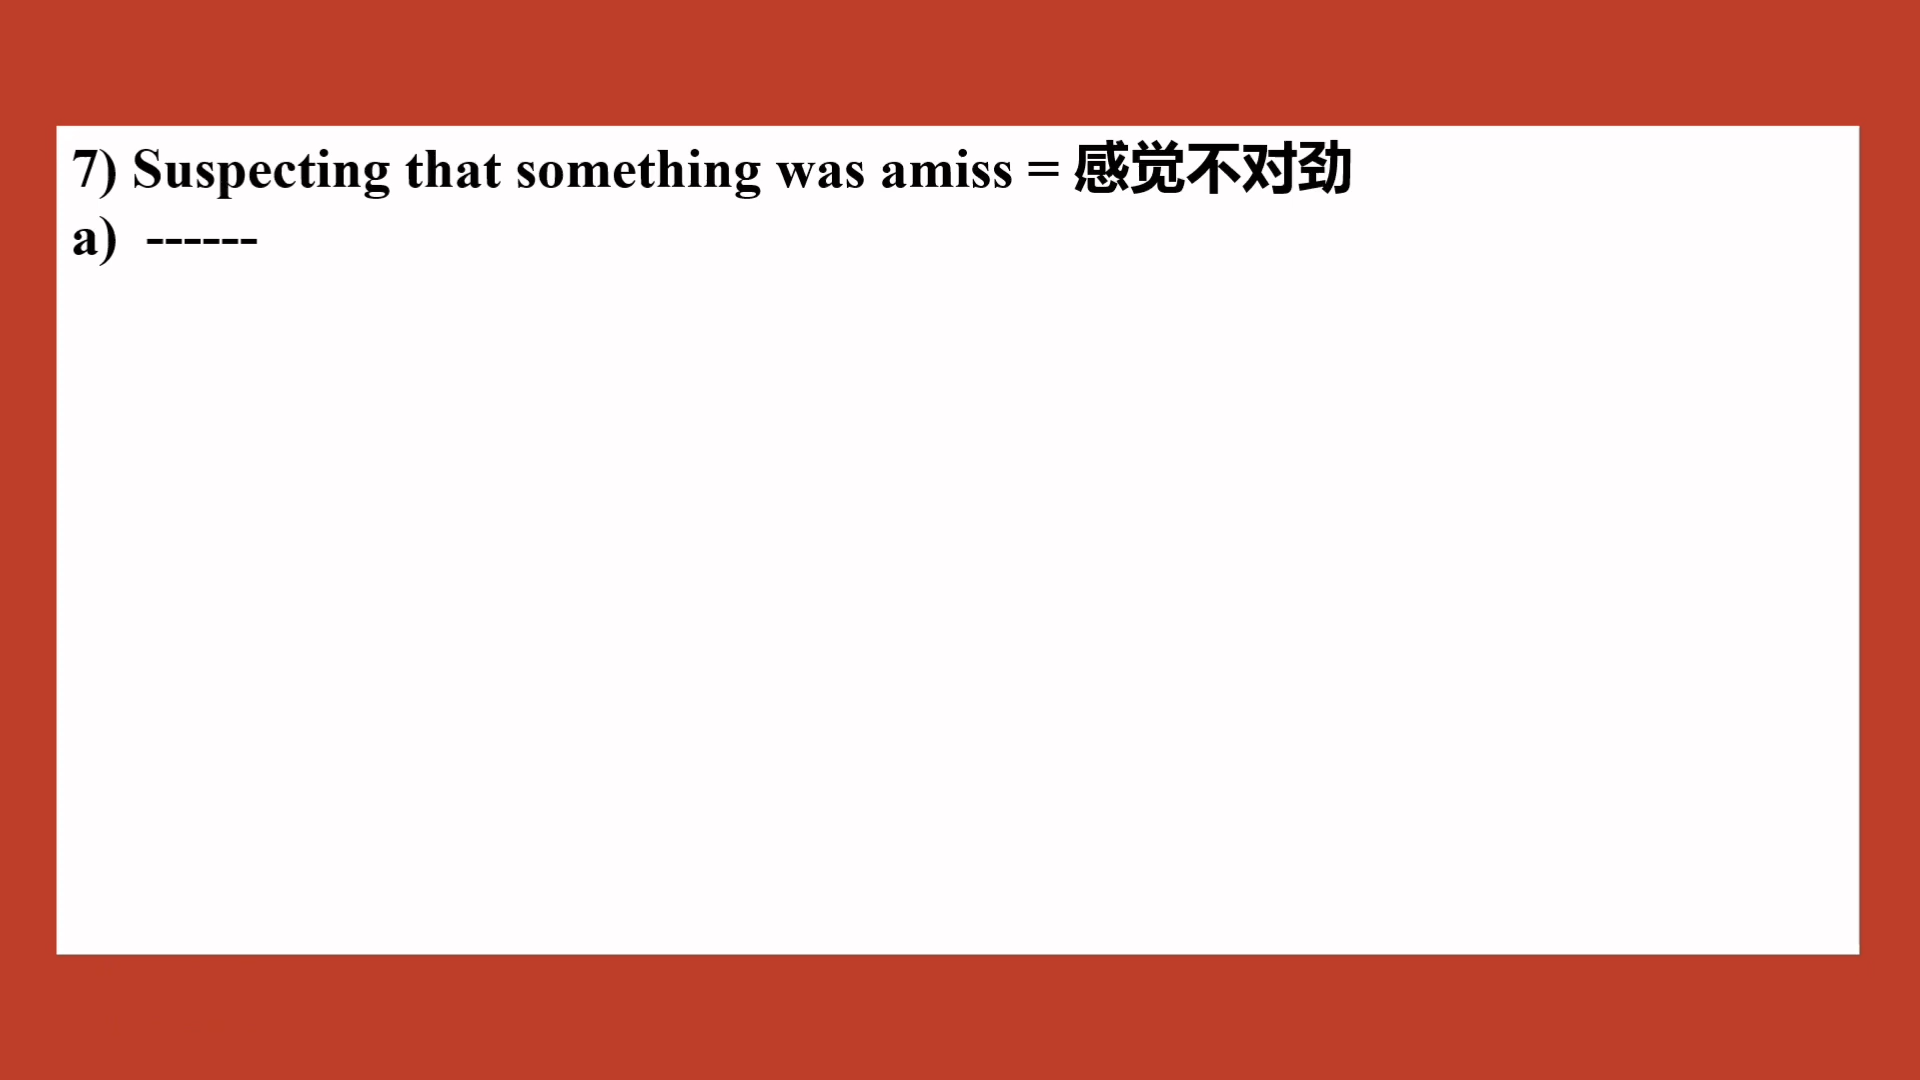 7) Suspecting that something was amiss = 感觉不对劲
a)  ------